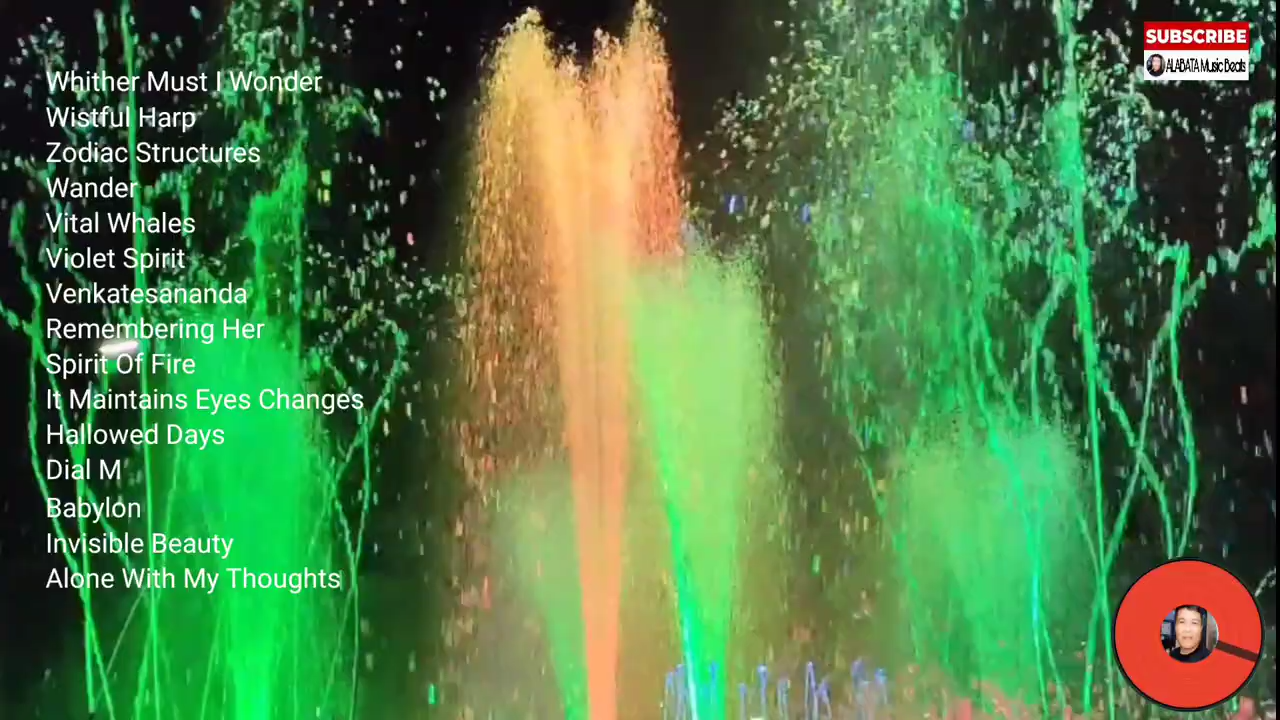 SUBSCRIBE
ALABATA Music Beats
Whither Must I Wonder
Wistful Harp
Zodiac Structures
Wander
Vital Whales
Violet Spirit
Venkatesananda
Remembering Her
Spirit Of Fire
It Maintains Eyes Changes
Hallowed Days
Dial M
Babylon
Invisible Beauty
Alone With My Thoughts